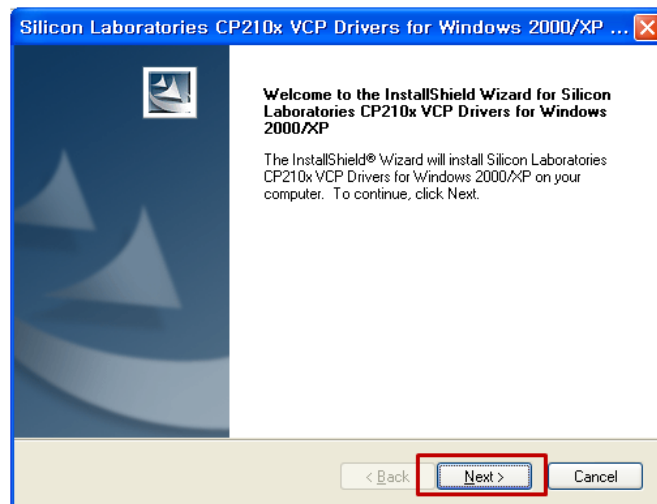 Silicon Laboratories CP210x VCP Drivers for Windows 2000/XP ...
Welcome to the InstallShield Wizard for Silicon
Laboratories CP210x VCP Drivers for Windows
2000/XP
The InstallShield® Wizard will install Silicon Laboratories
CP210x VCP Drivers for Windows 2000/XP on your
computer. To continue, click Next.
< Back
Next >
Cancel